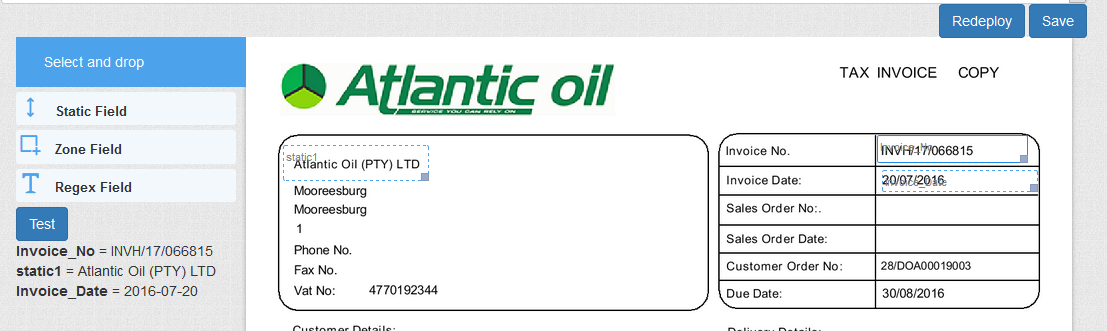 Redeploy Save
Select and drop
Static Field
Zone Field
Regex Field
Test
Invoice_No = INVH/17/066815
static1 = Atlantic Oil (PTY) LTD
Invoice_Date = 2016-07-20
Atlantic oil
SERVICE YOU CAN RELY ON
TAX INVOICE COPY
static1
Atlantic Oil (PTY) LTD
Mooreesburg
Mooreesburg
1
Phone No.
Fax No.
Vat No: 4770192344
Invoice No. INVH/17/066815
Invoice_No
Invoice Date: 20/07/2016
Invoice_Date
Sales Order No:.
Sales Order Date:
Customer Order No: 28/DOA00019003
Due Date: 30/08/2016
Customer Details:
Delivery Details: